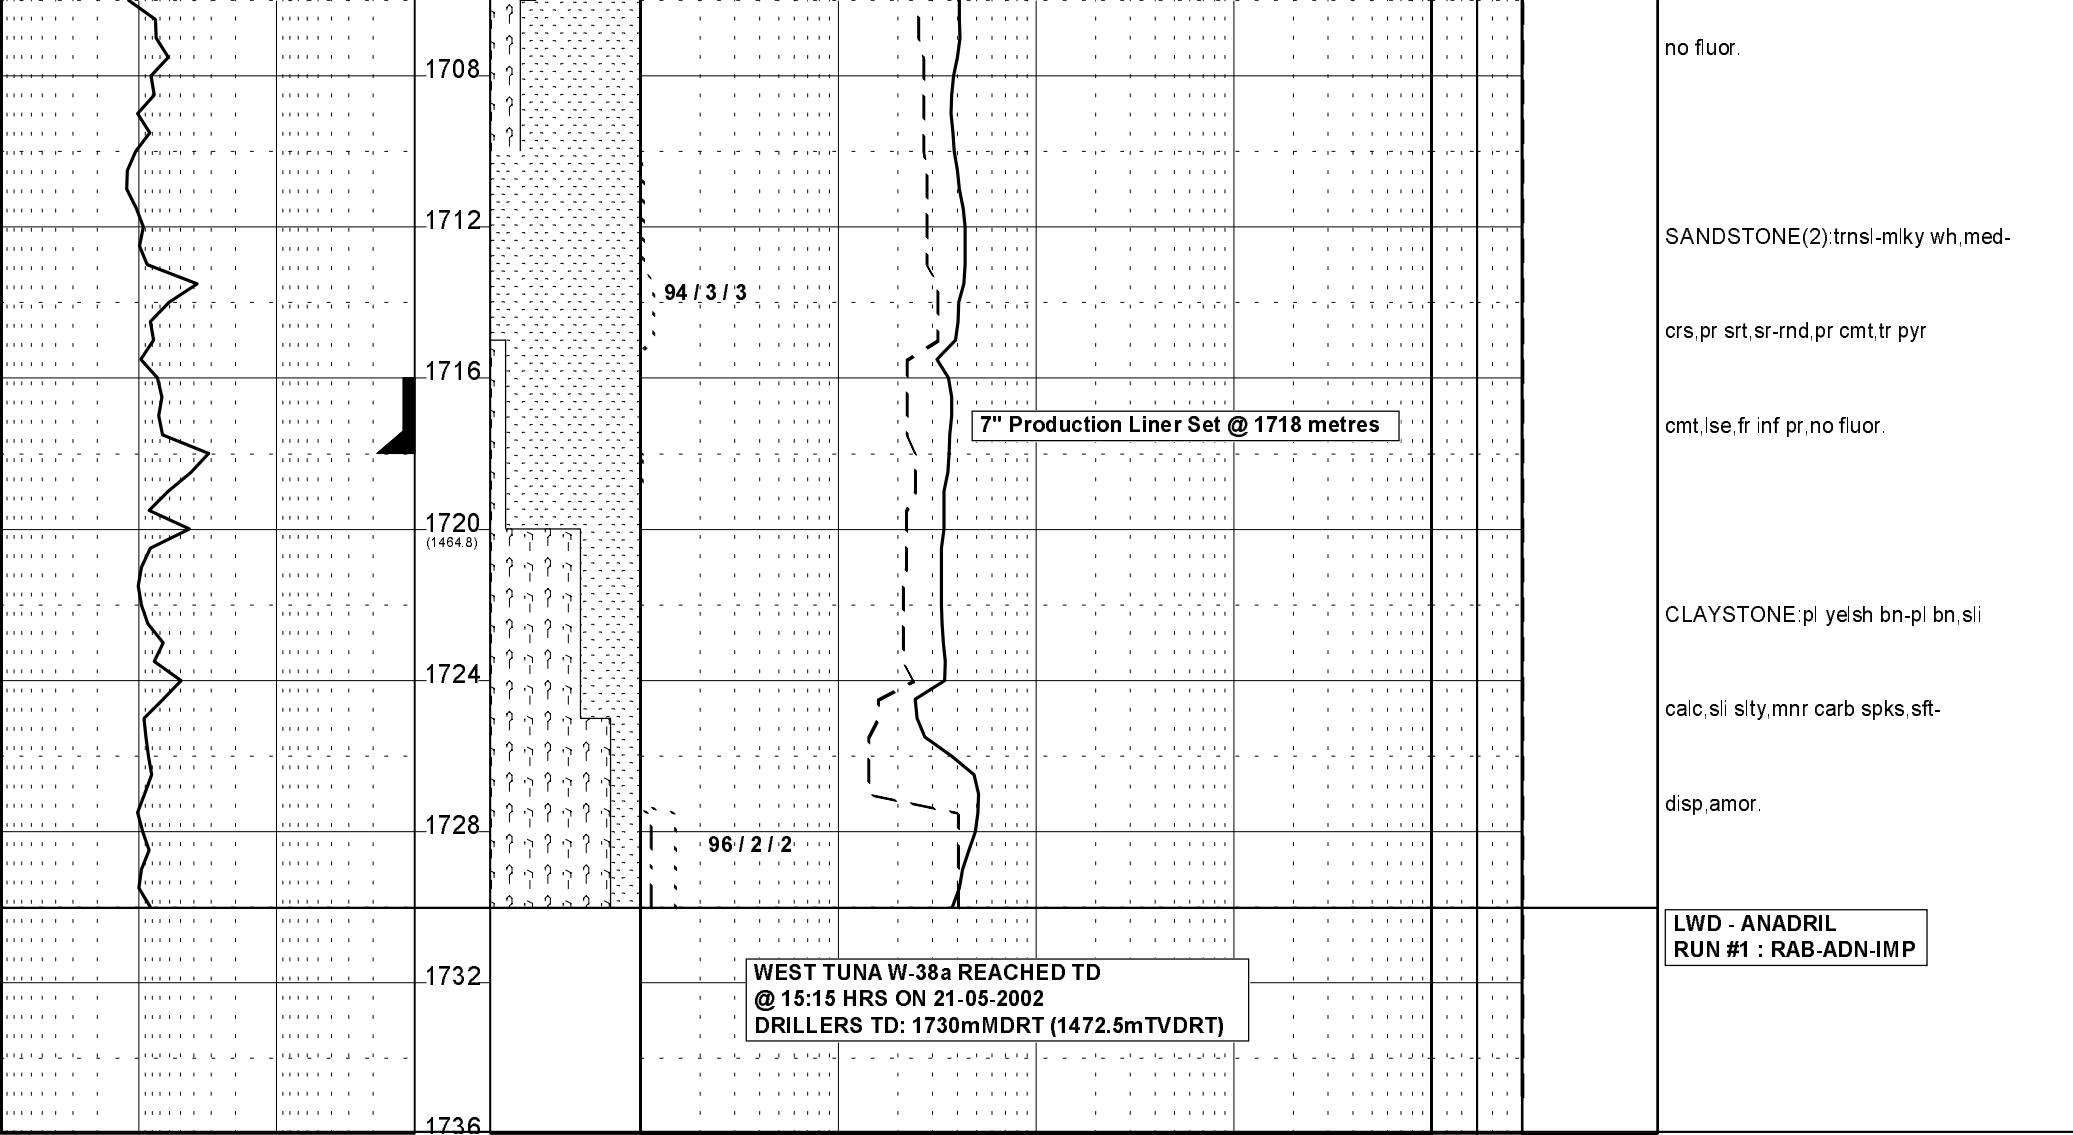 no fluor.
1708
1712
SANDSTONE(2):trnsl-mlky wh,med-
94 / 3 / 3
crs,pr srt,sr-rnd,pr cmt,tr pyr
1716
7" Production Liner Set @ 1718 metres
cmt,lse,fr inf pr,no fluor.
1720
(1464.8)
CLAYSTONE:pl yelsh bn-pl bn,sli
1724
calc,sli slty,mnr carb spks,sft-
disp,amor.
1728
96 / 2 / 2
LWD - ANADRIL
RUN #1 : RAB-ADN-IMP
1732
WEST TUNA W-38a REACHED TD
@ 15:15 HRS ON 21-05-2002
DRILLERS TD: 1730mMDRT (1472.5mTVDRT)
1736